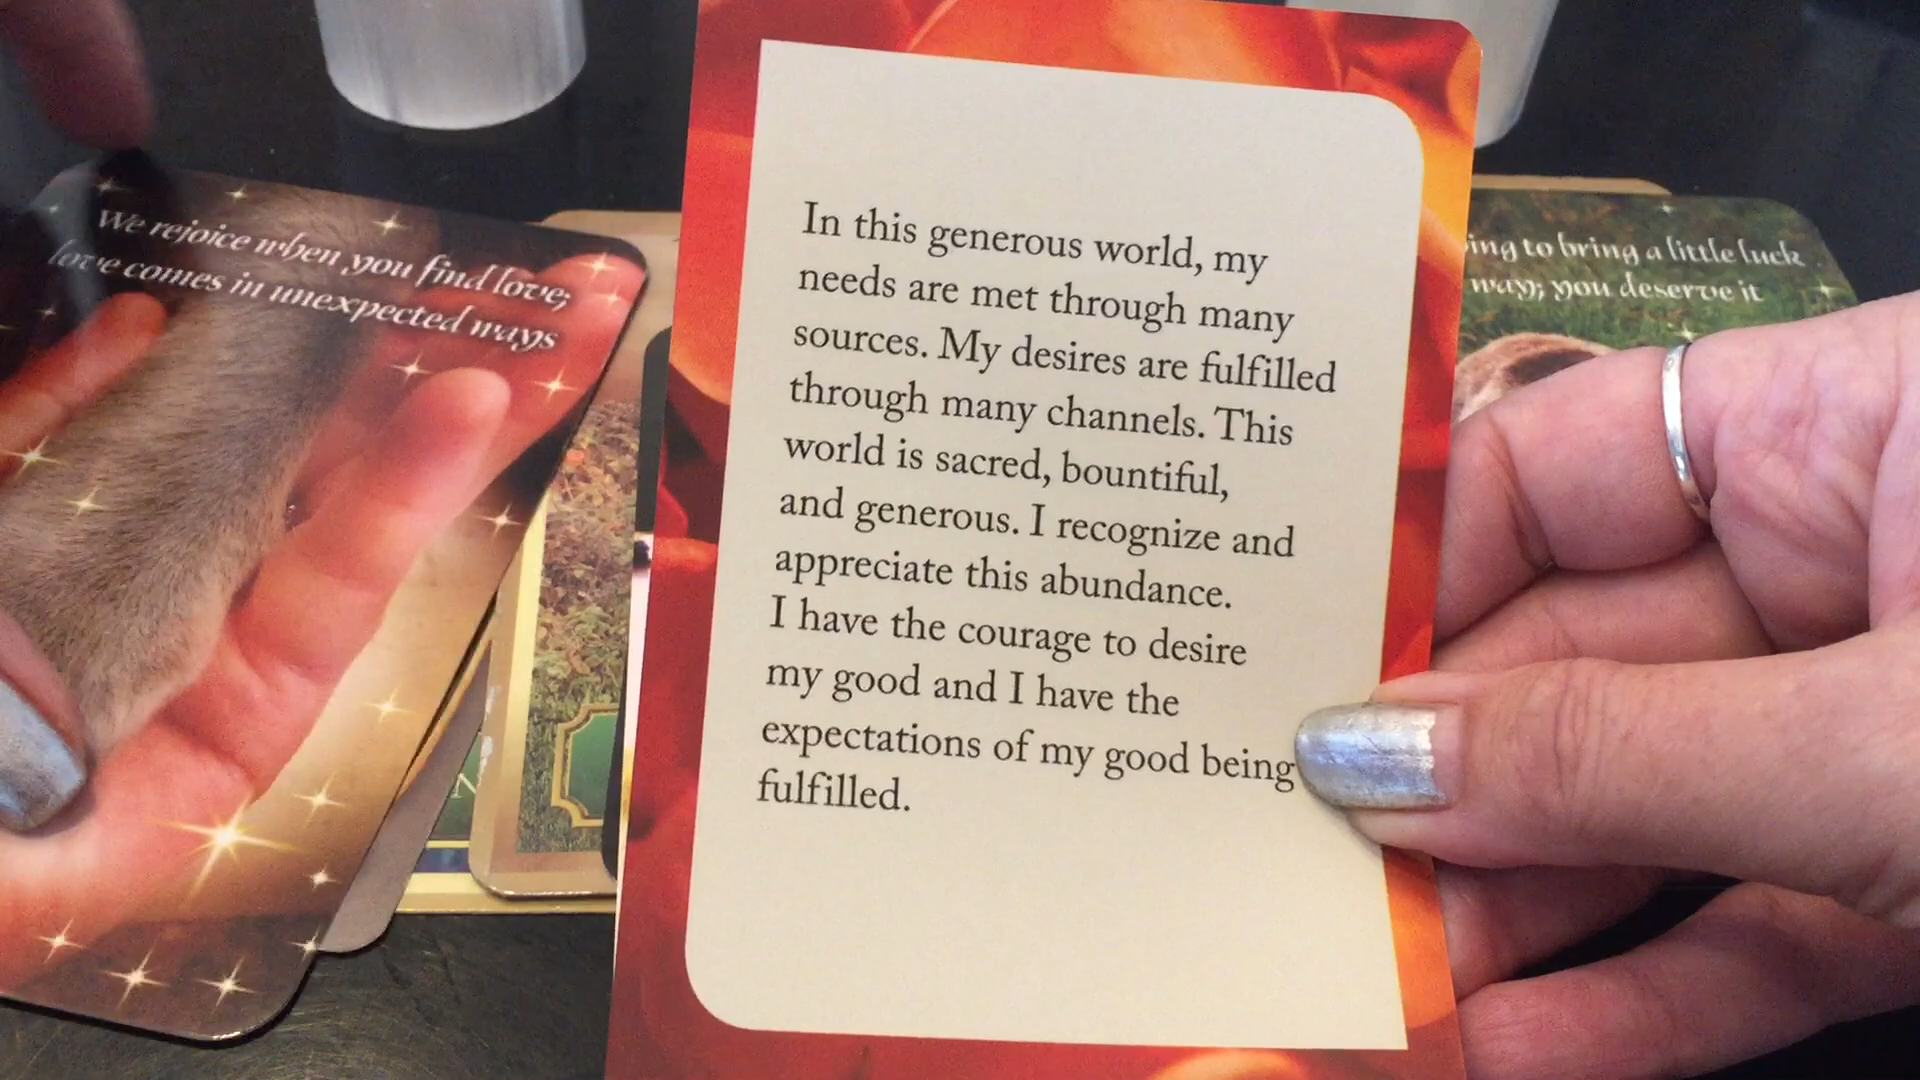 We rejoice when you find love;
love comes in unexpected ways
In this generous world, my
needs are met through many
sources. My desires are fulfilled
through many channels. This
world is sacred, bountiful,
and generous. I recognize and
appreciate this abundance.
I have the courage to desire
my good and I have the
expectations of my good being
fulfilled.
ing to bring a little luck
way; you deserve it
N